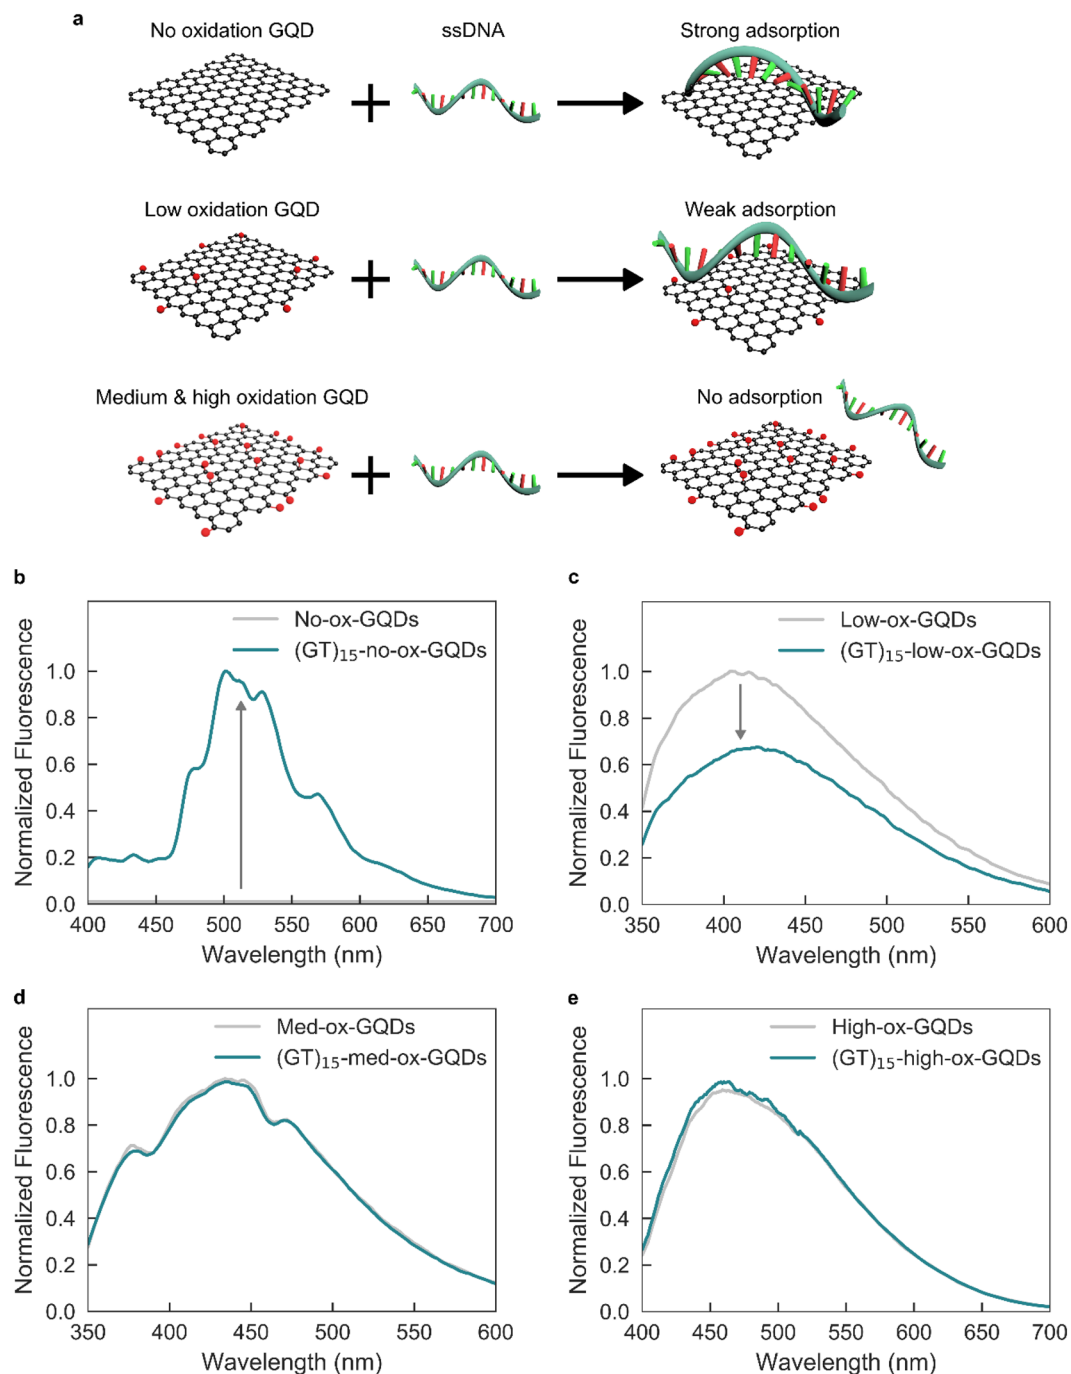 a
No oxidation GQD ssDNA Strong adsorption
Low oxidation GQD Weak adsorption
Medium & high oxidation GQD No adsorption
b
No-ox-GQDs
(GT)15-no-ox-GQDs
1.0
0.8
0.6
0.4
0.2
0.0
Normalized Fluorescence
400 450 500 550 600 650 700
Wavelength (nm)
c
Low-ox-GQDs
(GT)15-low-ox-GQDs
1.0
0.8
0.6
0.4
0.2
0.0
Normalized Fluorescence
350 400 450 500 550 600
Wavelength (nm)
d
Med-ox-GQDs
(GT)15-med-ox-GQDs
1.0
0.8
0.6
0.4
0.2
0.0
Normalized Fluorescence
350 400 450 500 550 600
Wavelength (nm)
e
High-ox-GQDs
(GT)15-high-ox-GQDs
1.0
0.8
0.6
0.4
0.2
0.0
Normalized Fluorescence
400 450 500 550 600 650 700
Wavelength (nm)